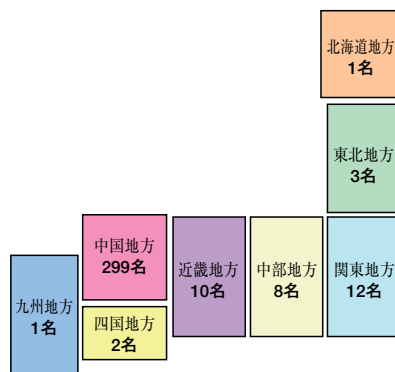 北海道地方
1名
東北地方
3名
中国地方
299名
近畿地方
10名
中部地方
8名
関東地方
12名
九州地方
1名
四国地方
2名